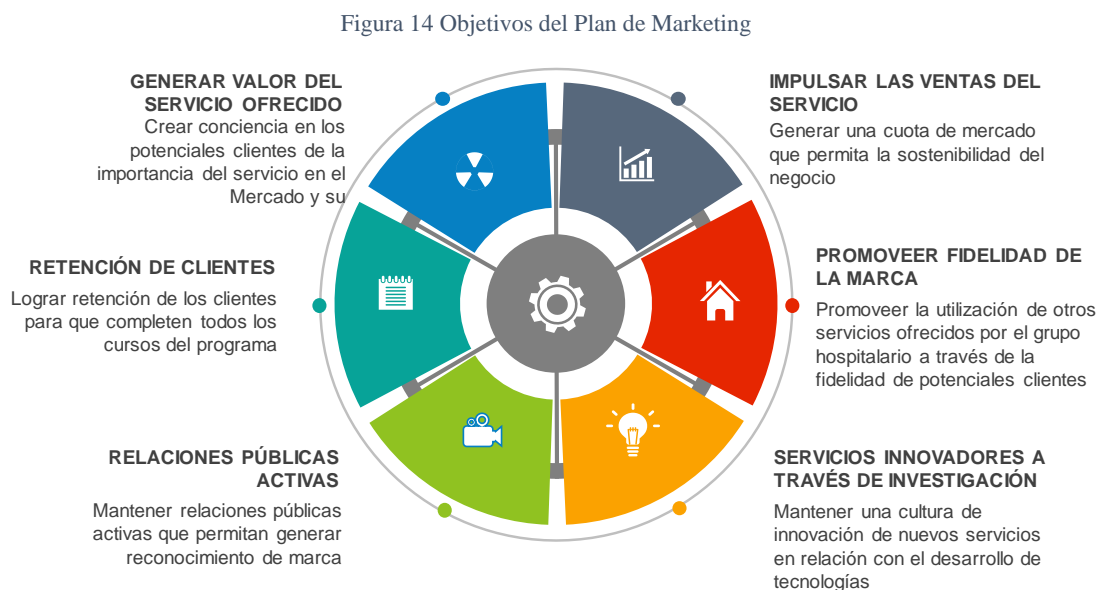 Figura 14 Objetivos del Plan de Marketing
GENERAR VALOR DEL
SERVICIO OFRECIDO
Crear conciencia en los
potenciales clientes de la
importancia del servicio en el
Mercado y su
IMPULSAR LAS VENTAS DEL
SERVICIO
Generar una cuota de mercado
que permita la sostenibilidad del
negocio
RETENCIÓN DE CLIENTES
Lograr retención de los clientes
para que completen todos los
cursos del programa
PROMOVEER FIDELIDAD DE
LA MARCA
Promover la utilización de otros
servicios ofrecidos por el grupo
hospitalario a través de la
fidelidad de potenciales clientes
RELACIONES PÚBLICAS
ACTIVAS
Mantener relaciones públicas
activas que permitan generar
reconocimiento de marca
SERVICIOS INNOVADORES A
TRAVÉS DE INVESTIGACIÓN
Mantener una cultura de
innovación de nuevos servicios
en relación con el desarrollo de
tecnologías